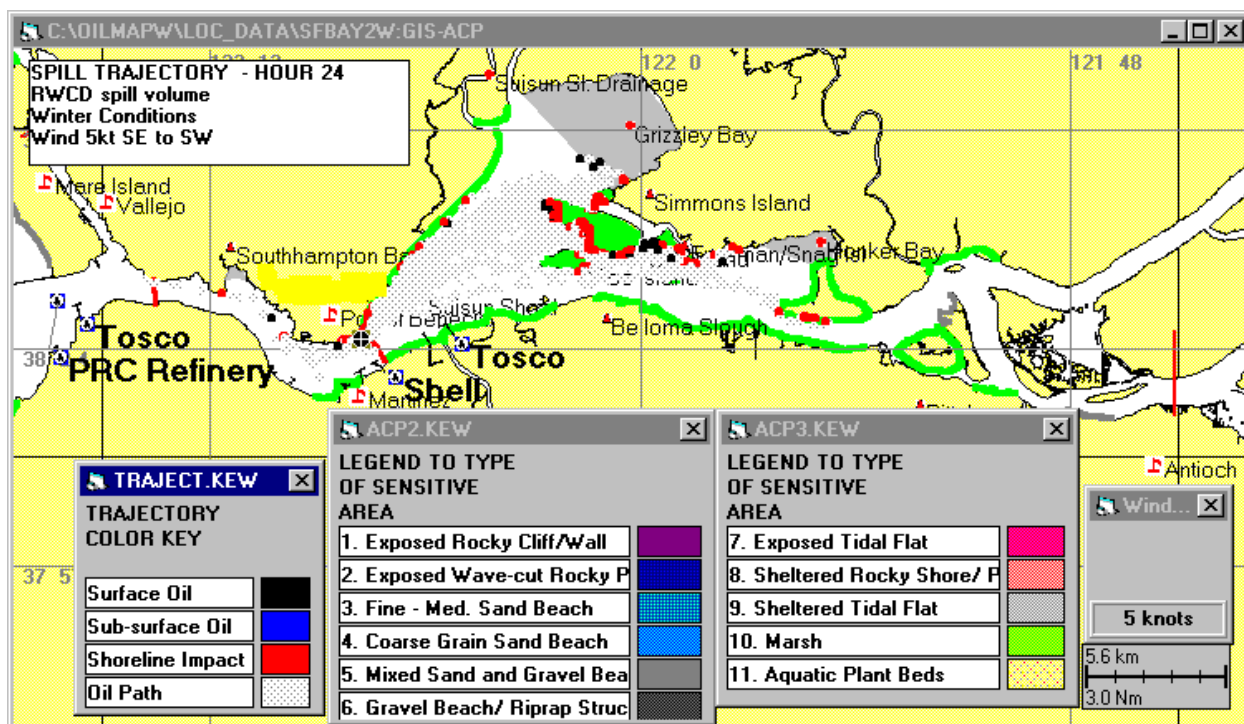 C:\OILMAPW\LOC_DATA\SFBAY2W:GIS-ACP
122 0
121 48
SPILL TRAJECTORY - HOUR 24
RWCD spill volume
Winter Conditions
Wind 5kt SE to SW
Suisun Sl. Drainage
Grizzley Bay
Mare Island
Vallejo
Simmons Island
Southhampton Ba
Honker Bay
Suisun Sh
Belloma Slough
Tosco
Tosco
38
PRC Refinery
Shell
Martinez
Antioch
37 5
TRAJECT.KEW
TRAJECTORY
COLOR KEY
Surface Oil
Sub-surface Oil
Shoreline Impact
Oil Path
ACP2.KEW
LEGEND TO TYPE
OF SENSITIVE
AREA
1. Exposed Rocky Cliff/Wall
2. Exposed Wave-cut Rocky P
3. Fine - Med. Sand Beach
4. Coarse Grain Sand Beach
5. Mixed Sand and Gravel Bea
6. Gravel Beach/ Riprap Struc
ACP3.KEW
LEGEND TO TYPE
OF SENSITIVE
AREA
7. Exposed Tidal Flat
8. Sheltered Rocky Shore/ P
9. Sheltered Tidal Flat
10. Marsh
11. Aquatic Plant Beds
Wind...
5 knots
5.6 km
3.0 Nm